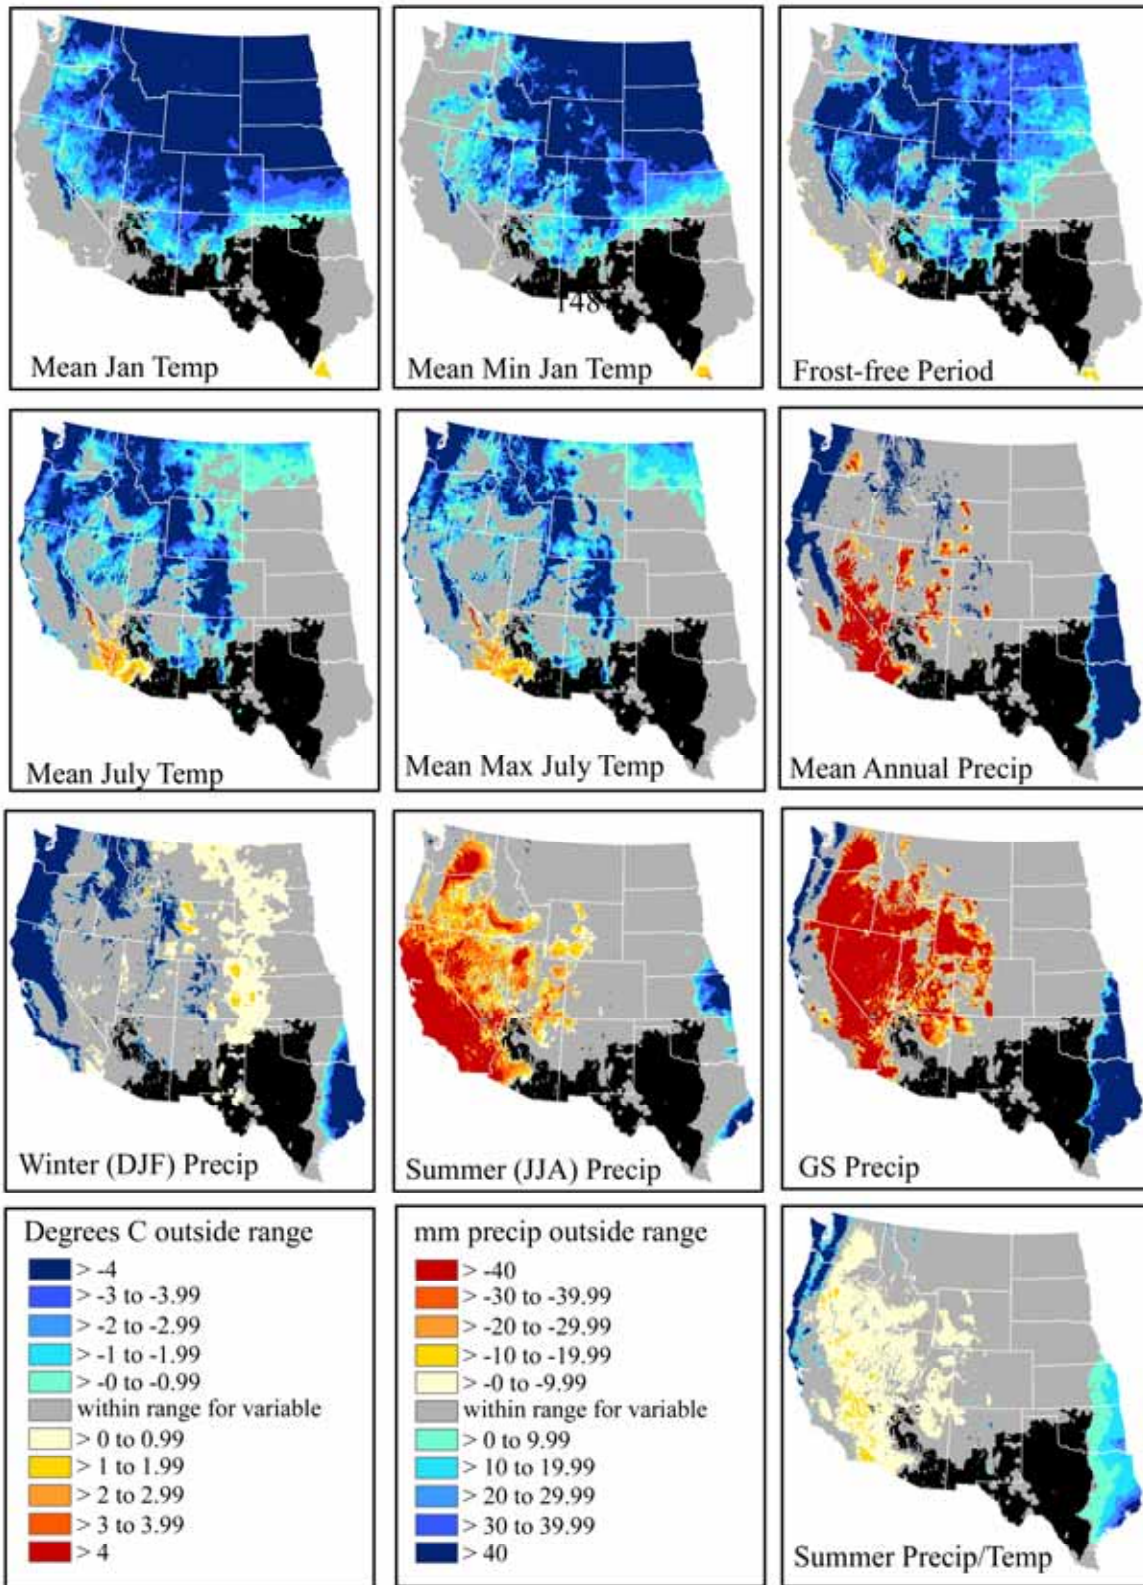 Mean Jan Temp
Mean Min Jan Temp
148
Frost-free Period
Mean July Temp
Mean Max July Temp
Mean Annual Precip
Winter (DJF) Precip
Summer (JJA) Precip
GS Precip
Degrees C outside range
> -4
> -3 to -3.99
> -2 to -2.99
> -1 to -1.99
> -0 to -0.99
within range for variable
> 0 to 0.99
> 1 to 1.99
> 2 to 2.99
> 3 to 3.99
> 4
mm precip outside range
> -40
> -30 to -39.99
> -20 to -29.99
> -10 to -19.99
> -0 to -9.99
within range for variable
> 0 to 9.99
> 10 to 19.99
> 20 to 29.99
> 30 to 39.99
> 40
Summer Precip/Temp